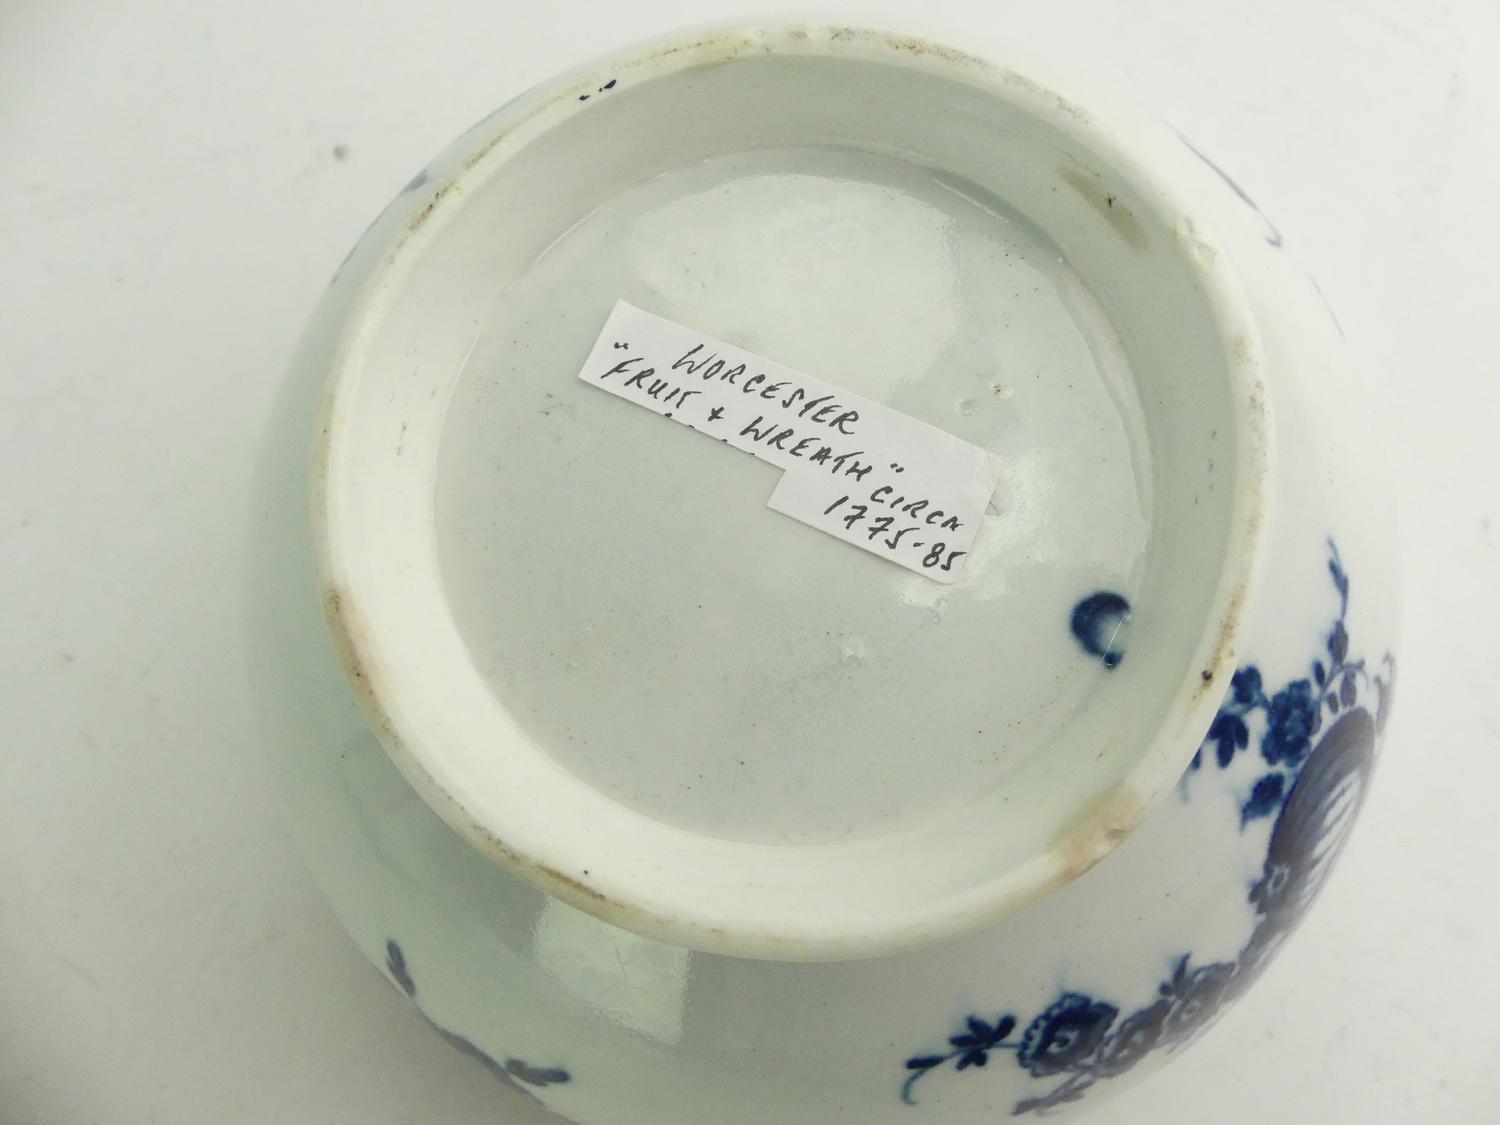 WORCESTER
"FRUIT + WREATH"
CIRCA
1775-85